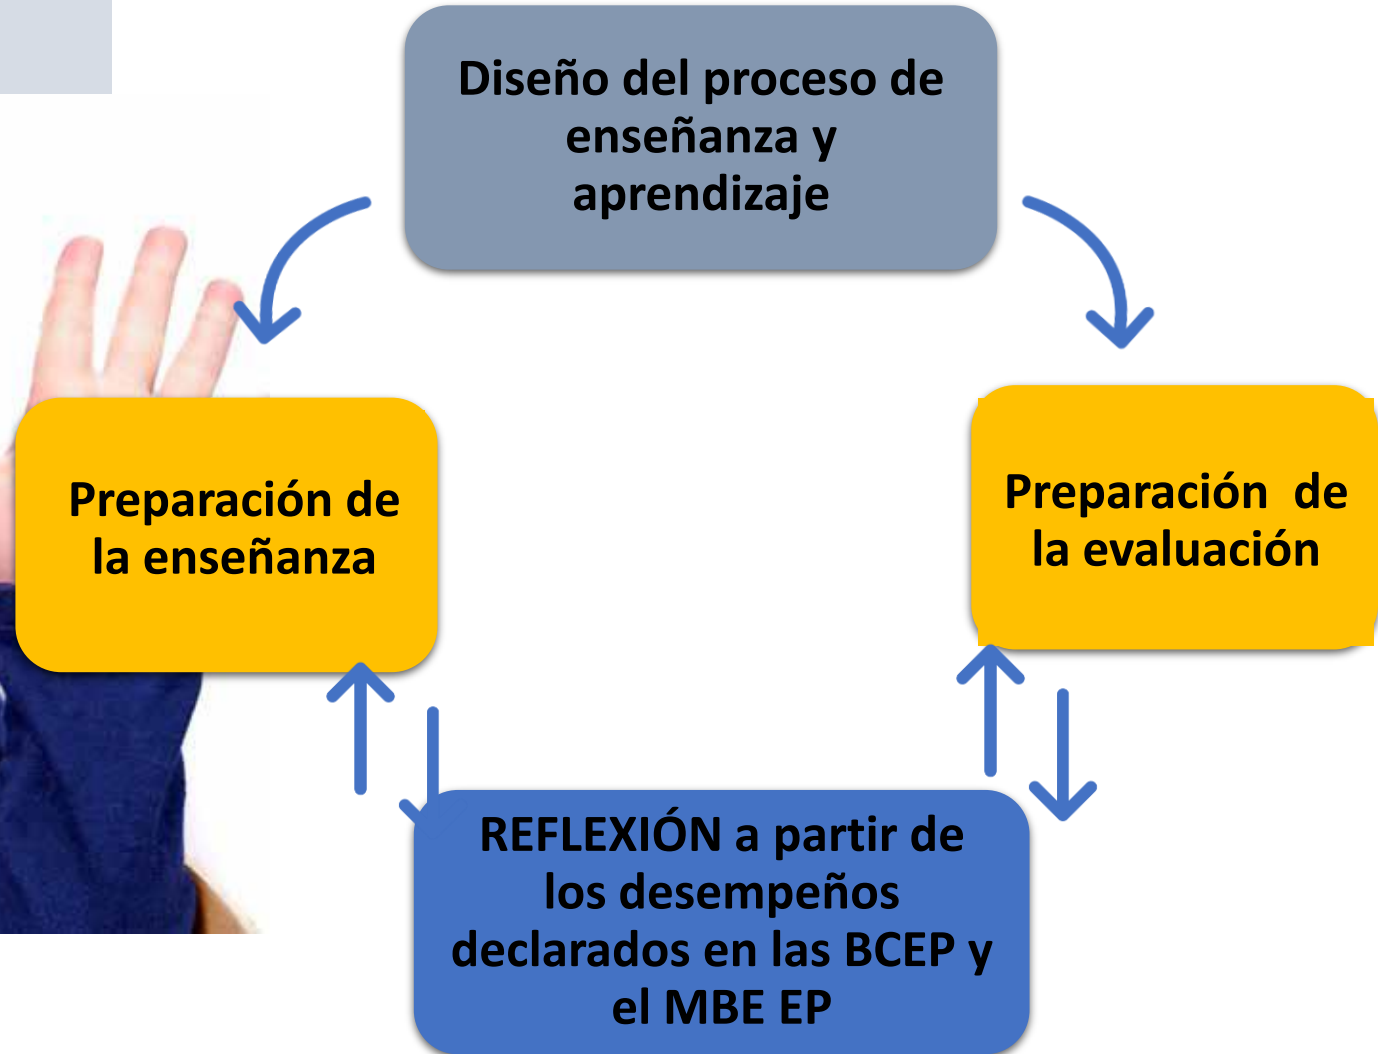 Diseño del proceso de
enseñanza y
aprendizaje
Preparación de
la enseñanza
Preparación de
la evaluación
REFLEXIÓN a partir de
los desempeños
declarados en las BCEP y
el MBE EP